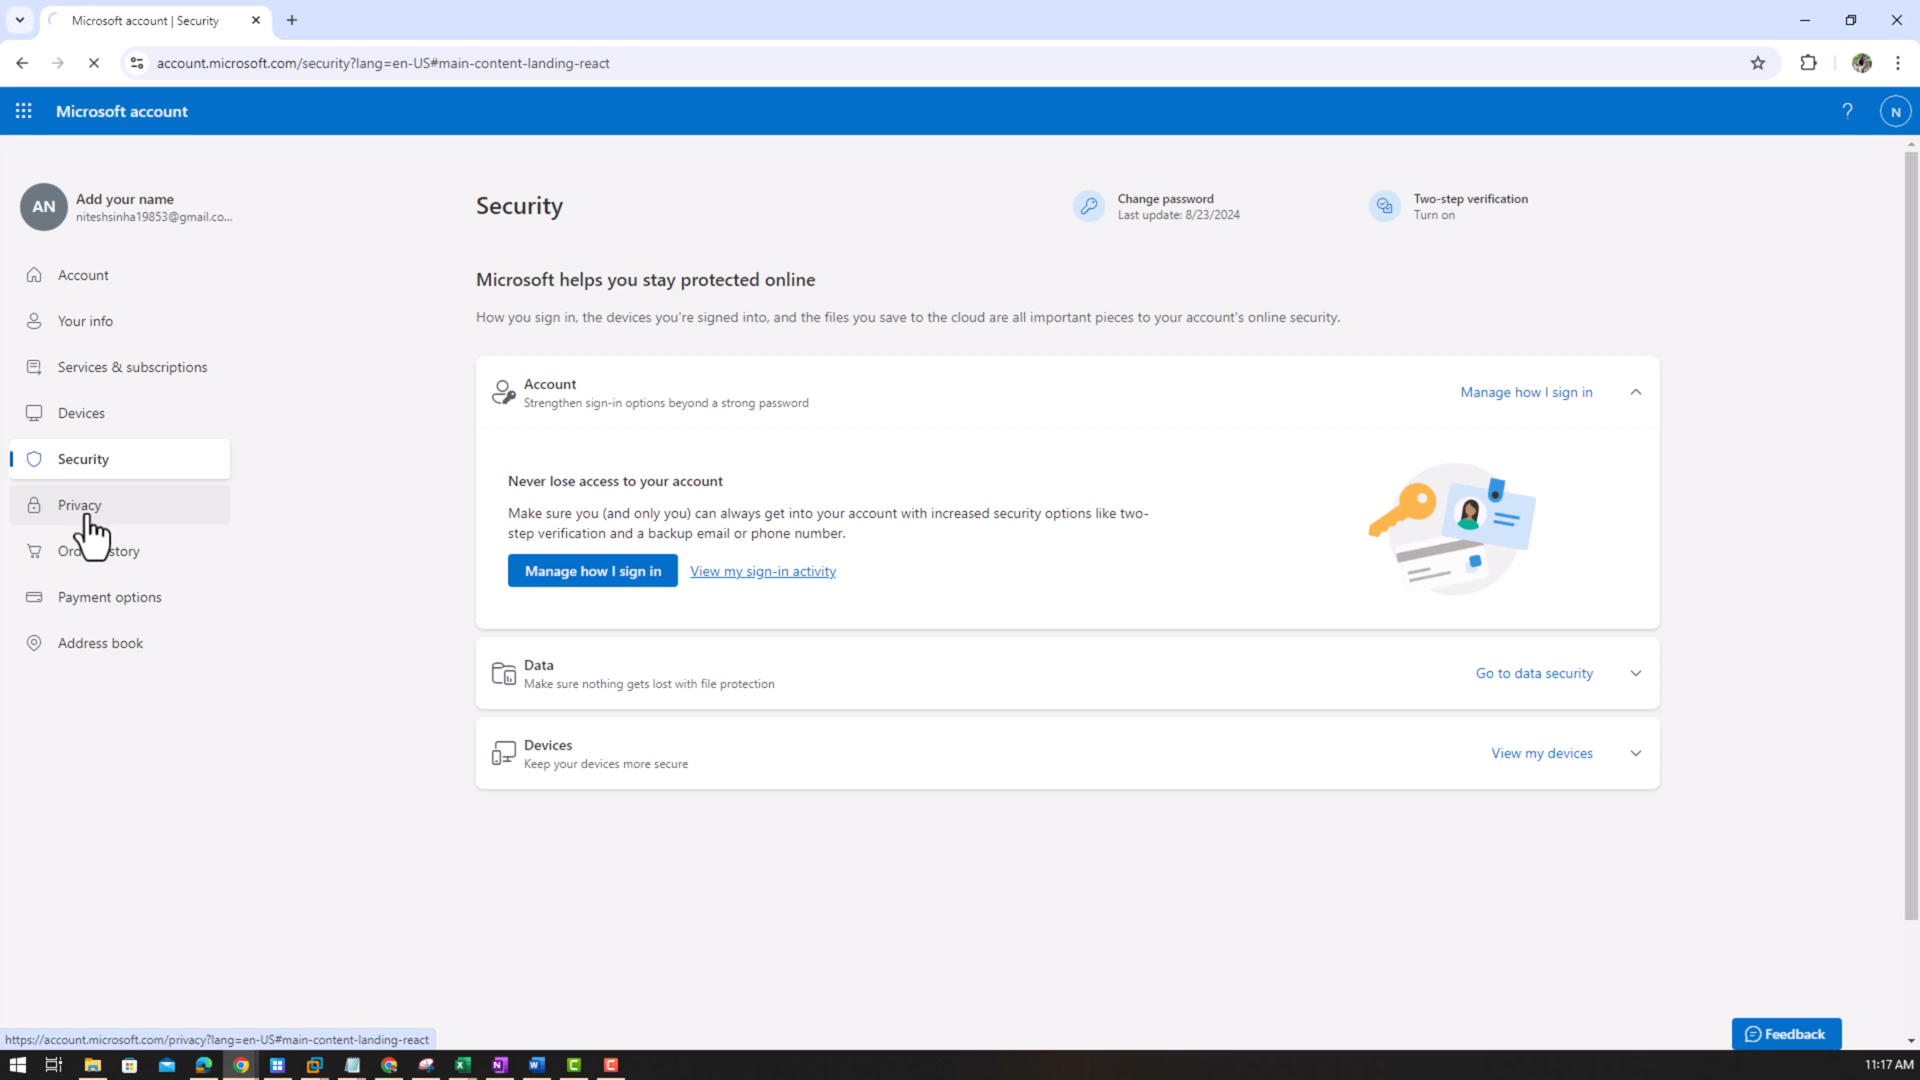 Microsoft account | Security
account.microsoft.com/security?lang=en-US#main-content-landing-react
Microsoft account
?
N
AN
Add your name
niteshsinha19853@gmail.co...
Account
Your info
Services & subscriptions
Devices
Security
Privacy
Payment options
Address book
Security
Change password
Last update: 8/23/2024
Two-step verification
Turn on
Microsoft helps you stay protected online
How you sign in, the devices you're signed into, and the files you save to the cloud are all important pieces to your account's online security.
Account
Strengthen sign-in options beyond a strong password
Manage how I sign in
Never lose access to your account
Make sure you (and only you) can always get into your account with increased security options like two-
step verification and a backup email or phone number.
Manage how I sign in
View my sign-in activity
Data
Make sure nothing gets lost with file protection
Go to data security
Devices
Keep your devices more secure
View my devices
Feedback
https://account.microsoft.com/privacy?lang=en-US#main-content-landing-react
11:17 AM